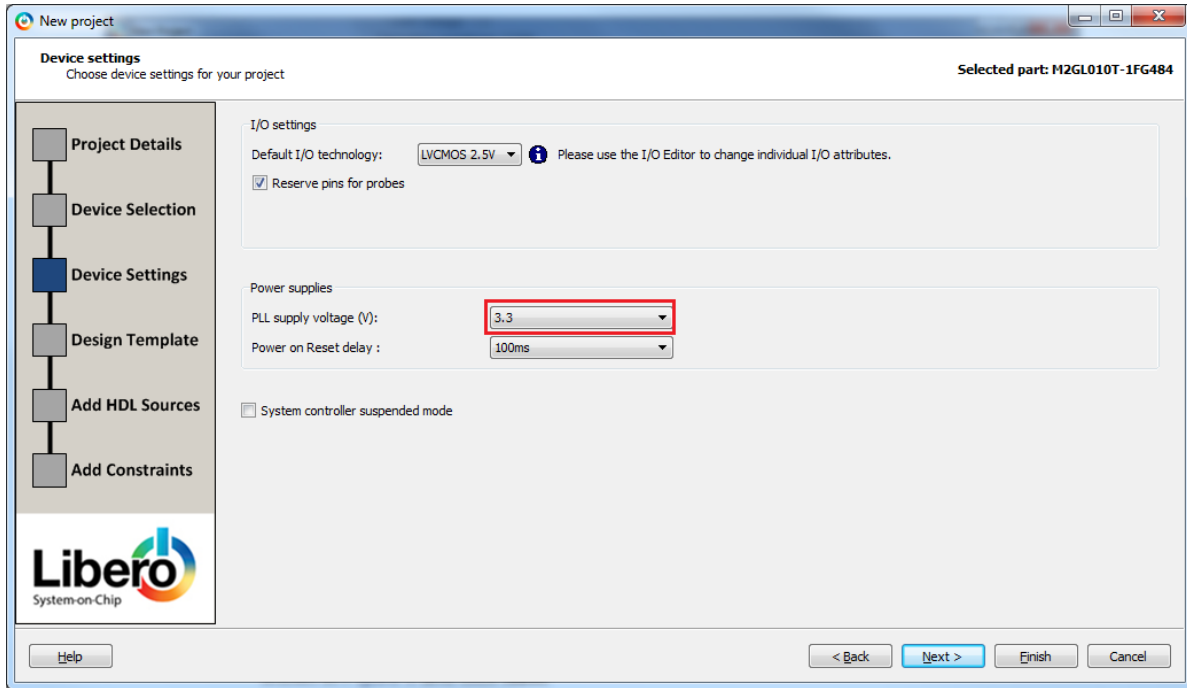 New project
Device settings
Choose device settings for your project
Selected part: M2GL010T-1FG484
Project Details
Device Selection
Device Settings
Design Template
Add HDL Sources
Add Constraints
Libero
System-on-Chip
I/O settings
Default I/O technology: LVCMOS 2.5V Please use the I/O Editor to change individual I/O attributes.
Reserve pins for probes
Power supplies
PLL supply voltage (V): 3.3
Power on Reset delay : 100ms
System controller suspended mode
Help < Back Next > Finish Cancel